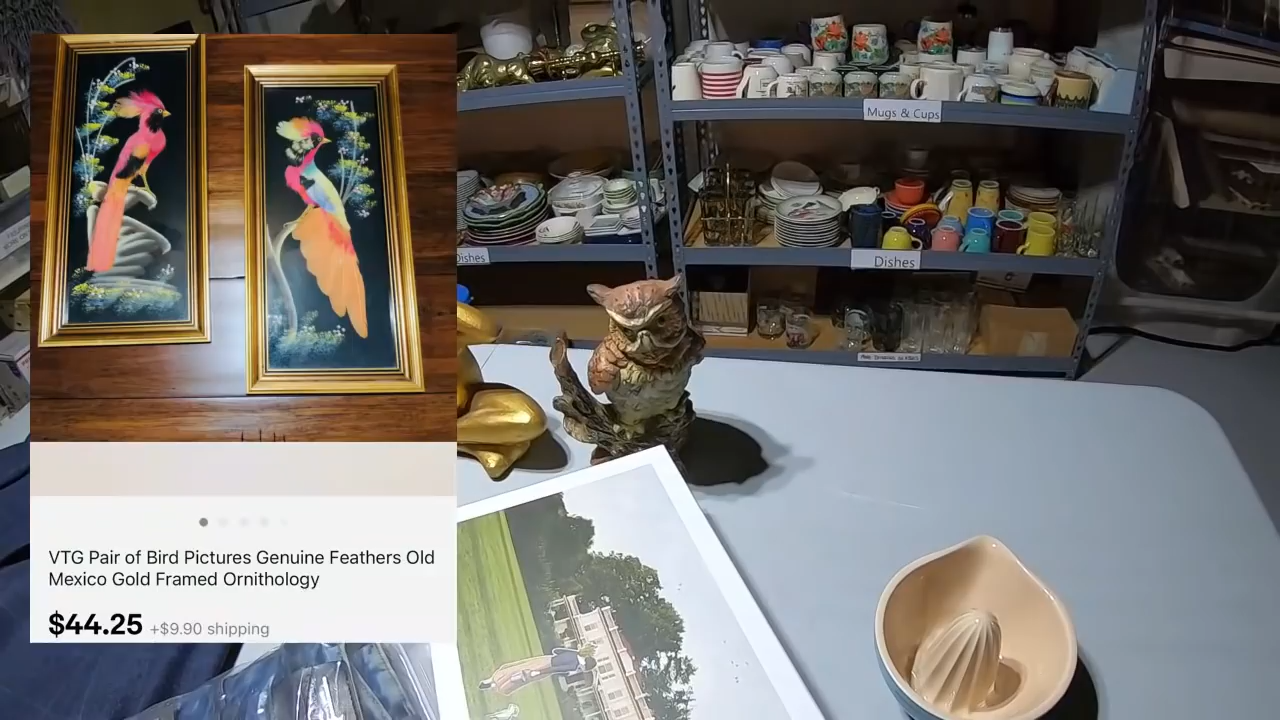 Mugs & Cups
Dishes
Dishes
VTG Pair of Bird Pictures Genuine Feathers Old
Mexico Gold Framed Ornithology
$44.25 +$9.90 shipping